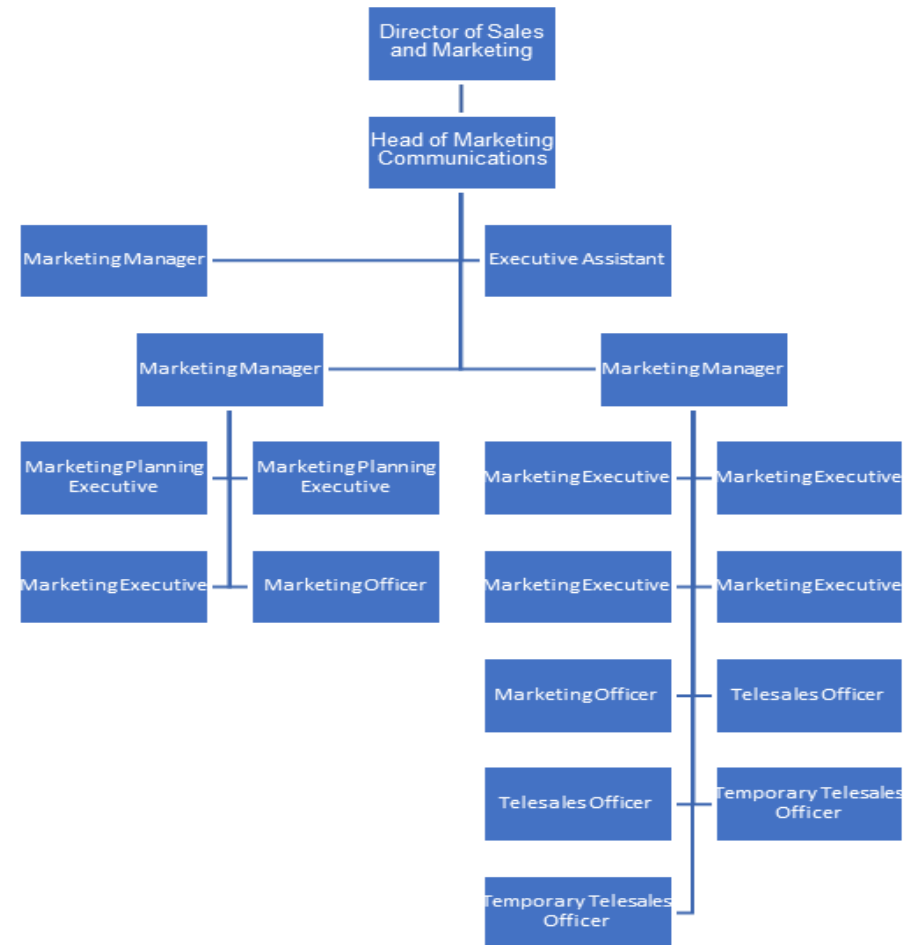 Director of Sales
and Marketing
Head of Marketing
Communications
Marketing Manager
Executive Assistant
Marketing Manager
Marketing Manager
Marketing Planning
Executive
Marketing Planning
Executive
Marketing Executive
Marketing Executive
Marketing Executive
Marketing Officer
Marketing Executive
Marketing Executive
Marketing Officer
Telesales Officer
Telesales Officer
Temporary Telesales
Officer
Temporary Telesales
Officer